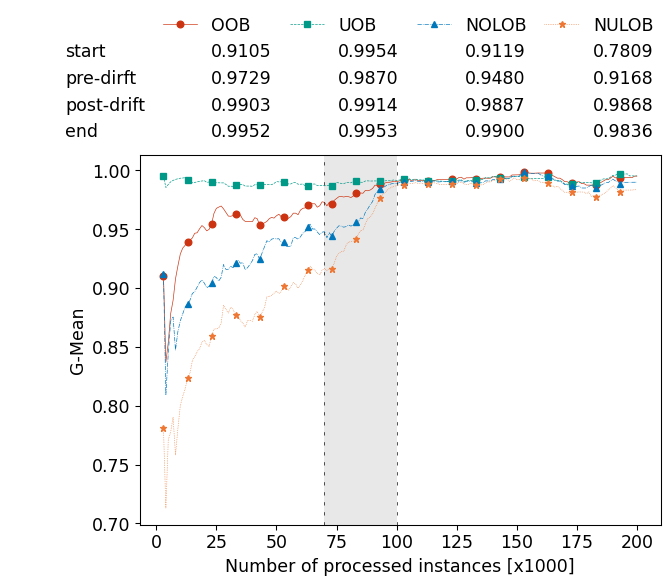 OOB UOB NOLOB NULOB
start 0.9105 0.9954 0.9119 0.7809
pre-dirft 0.9729 0.9870 0.9480 0.9168
post-drift 0.9903 0.9914 0.9887 0.9868
end 0.9952 0.9953 0.9900 0.9836
1.00
0.95
0.90
0.85
0.80
0.75
0.70
G-Mean
0 25 50 75 100 125 150 175 200
Number of processed instances [x1000]